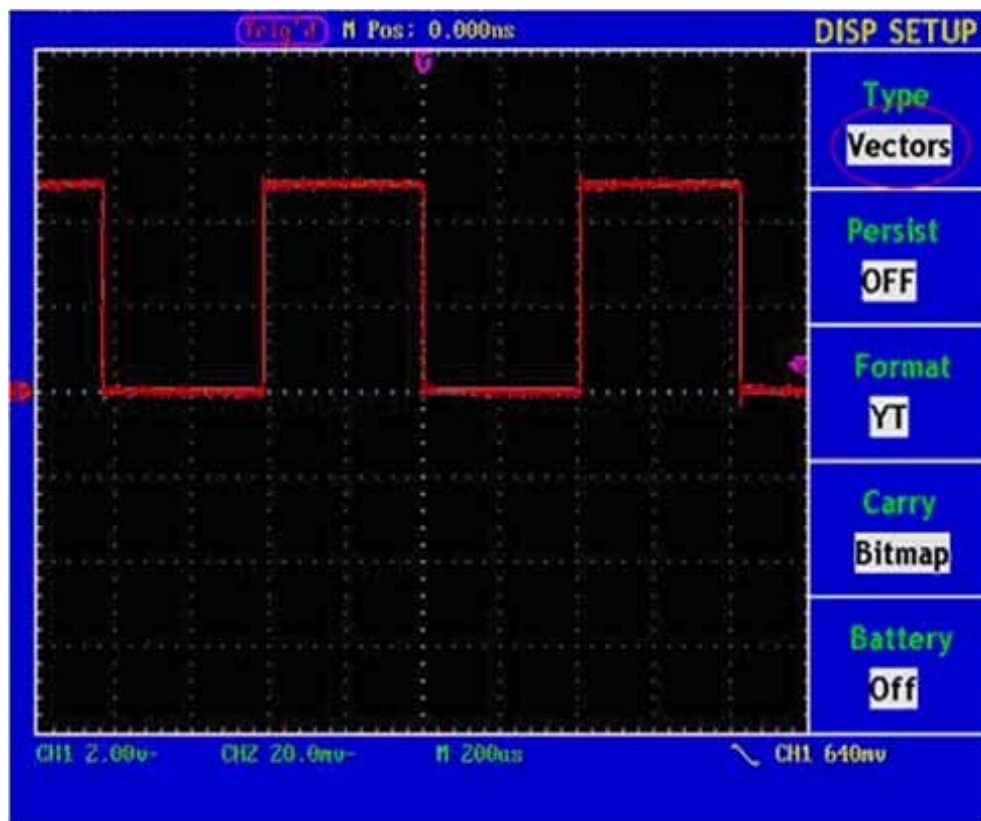 Trig'd M Pos: 0.000ns DISP SETUP
Type
Vectors
Persist
OFF
Format
YT
Carry
Bitmap
Battery
Off
CH1 2.00v- CH2 20.0mv- M 200us CH1 640mv